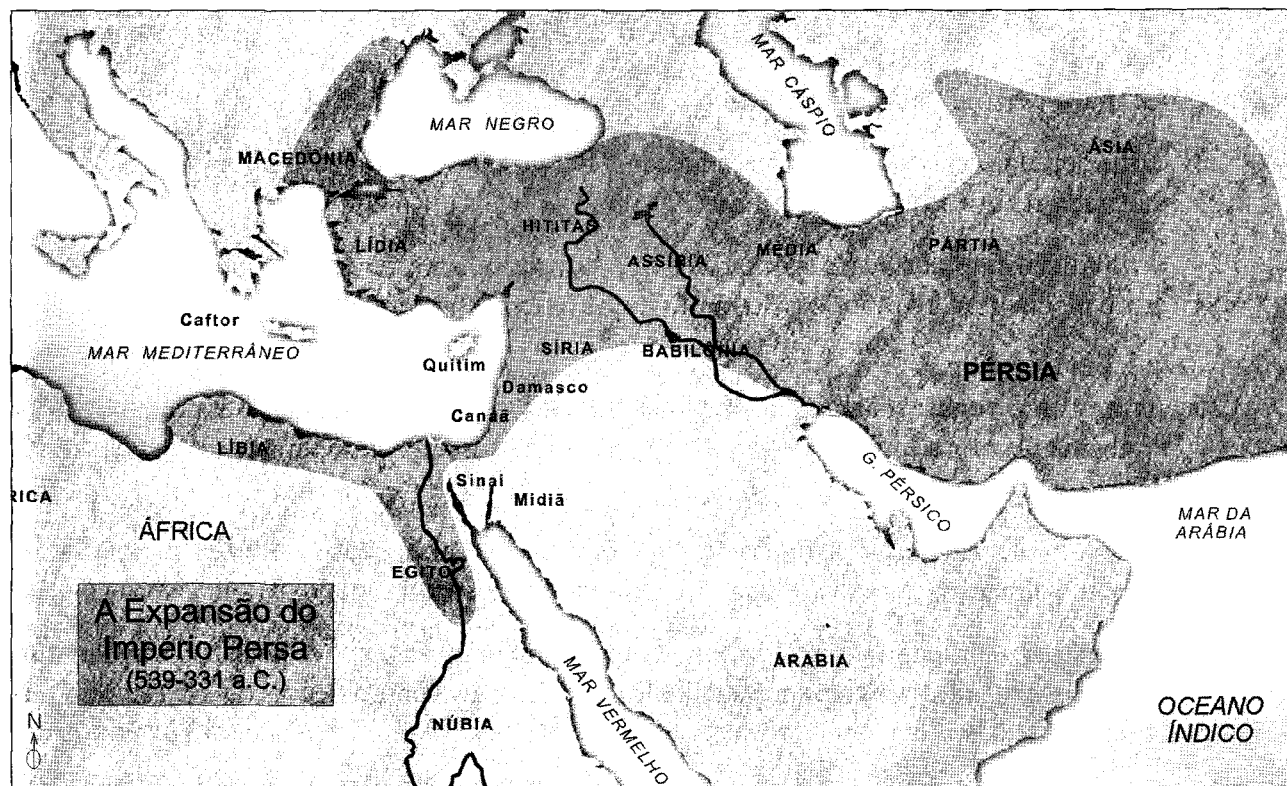 MAR NEGRO
MAR CÁSPIO
ÁSIA
MACEDÔNIA
LÍDIA
HITITAS
ASSÍRIA
MÉDIA
PÁRTIA
Caftor
MAR MEDITERRÂNEO
Quitim
SÍRIA
BABILÔNIA
PÉRSIA
Damasco
Canaã
LÍBIA
G. PÉRSICO
RICA
Sinai
Midiã
MAR DA
ARÁBIA
ÁFRICA
EGITO
A Expansão do
Império Persa
(539-331 a.C.)
ÁRABIA
MAR VERMELHO
NÚBIA
OCEANO
ÍNDICO
N